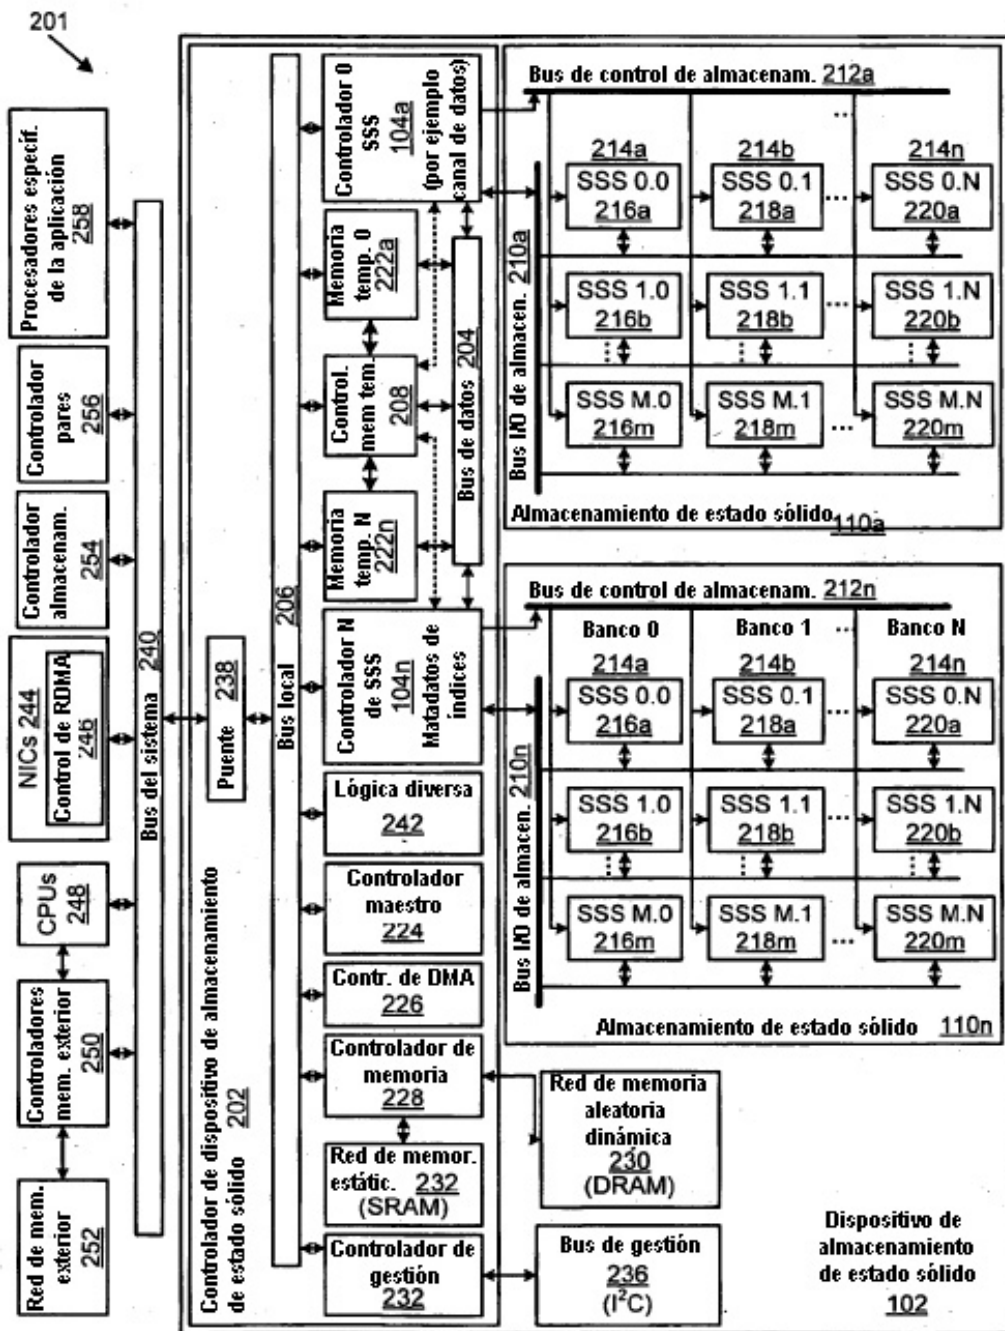 201
Procesadores específ.
de la aplicación
258
Controlador
pares
256
Controlador
almacenam.
254
NICs 244
Control de RDMA
246
CPUs
248
Controladores
mem. exterior
250
Red de mem.
exterior
252
Bus del sistema 240
Puente 238
Controlador de dispositivo de almacenamiento
de estado sólido 202
Bus local 206
Controlador 0
SSS
104a
(por ejemplo
canal de datos)
Memoria
temp. 0
222a
Control.
mem tem.
208
Memoria
temp. N
222n
Bus de datos 204
Controlador N
de SSS
104n
Matadatos de
índices
Lógica diversa
242
Controlador
maestro
224
Contr. de DMA
226
Controlador de
memoria
228
Red de memor.
estátic. 232
(SRAM)
Controlador de
gestión
232
Bus de control de almacenam. 212a
214a 214b 214n
...
Bus I/O de almacen. 210a
SSS 0.0 SSS 0.1 SSS 0.N
216a 218a ... 220a
SSS 1.0 SSS 1.1 ... SSS 1.N
216b 218b 220b
SSS M.0 SSS M.1 SSS M.N
216m 218m ... 220m
Almacenamiento de estado sólido 110a
Bus de control de almacenam. 212n
Banco 0 Banco 1 ... Banco N
214a 214b 214n
Bus I/O de almacen. 210n
SSS 0.0 SSS 0.1 SSS 0.N
216a 218a ... 220a
SSS 1.0 SSS 1.1 ... SSS 1.N
216b 218b 220b
SSS M.0 SSS M.1 SSS M.N
216m 218m ... 220m
Almacenamiento de estado sólido 110n
Red de memoria
aleatoria
dinámica
230
(DRAM)
Bus de gestión
236
(I²C)
Dispositivo de
almacenamiento
de estado sólido
102